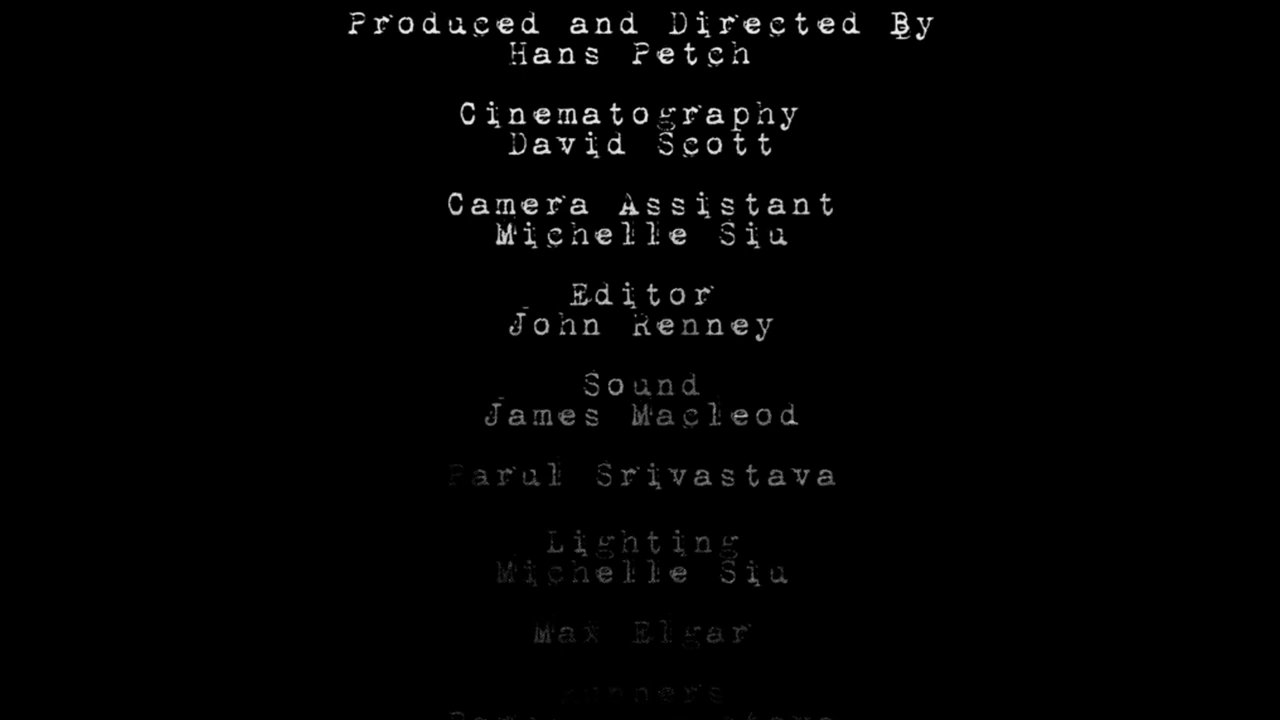 Produced and Directed By
Hans Petch
Cinematography
David Scott
Camera Assistant
Michelle Siu
Editor
John Renney
Sound
James Macleod
Parul Srivastava
Lighting
Michelle Siu
Max Elgar
Runners